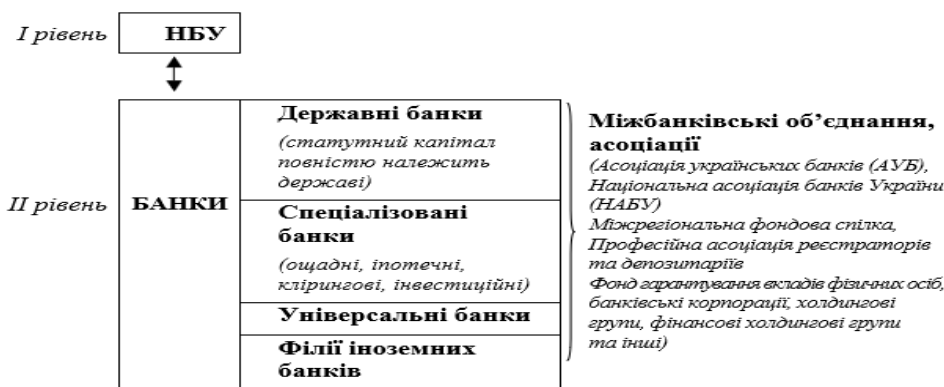 I рівень
НБУ
II рівень
БАНКИ
Державні банки
(статутний капітал
повністю належить
державі)
Спеціалізовані
банки
(ощадні, іпотечні,
клірингові, інвестиційні)
Універсальні банки
Філії іноземних
банків
Міжбанківські об’єднання,
асоціації
(Асоціація українських банків (АУБ),
Національна асоціація банків України
(НАБУ)
Міжрегіональна фондова спілка,
Професійна асоціація реєстраторів
та депозитаріїв
Фонд гарантування вкладів фізичних осіб,
банківські корпорації, холдингові
групи, фінансові холдингові групи
та інші)